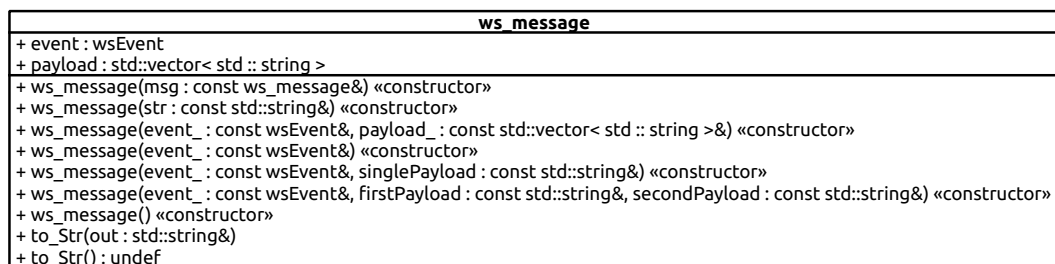 ws_message
+ event : wsEvent
+ payload : std::vector< std :: string >
+ ws_message(msg : const ws_message&) «constructor»
+ ws_message(str : const std::string&) «constructor»
+ ws_message(event_ : const wsEvent&, payload_ : const std::vector< std :: string >&) «constructor»
+ ws_message(event_ : const wsEvent&) «constructor»
+ ws_message(event_ : const wsEvent&, singlePayload : const std::string&) «constructor»
+ ws_message(event_ : const wsEvent&, firstPayload : const std::string&, secondPayload : const std::string&) «constructor»
+ ws_message() «constructor»
+ to_Str(out : std::string&)
+ to_Str() : undef